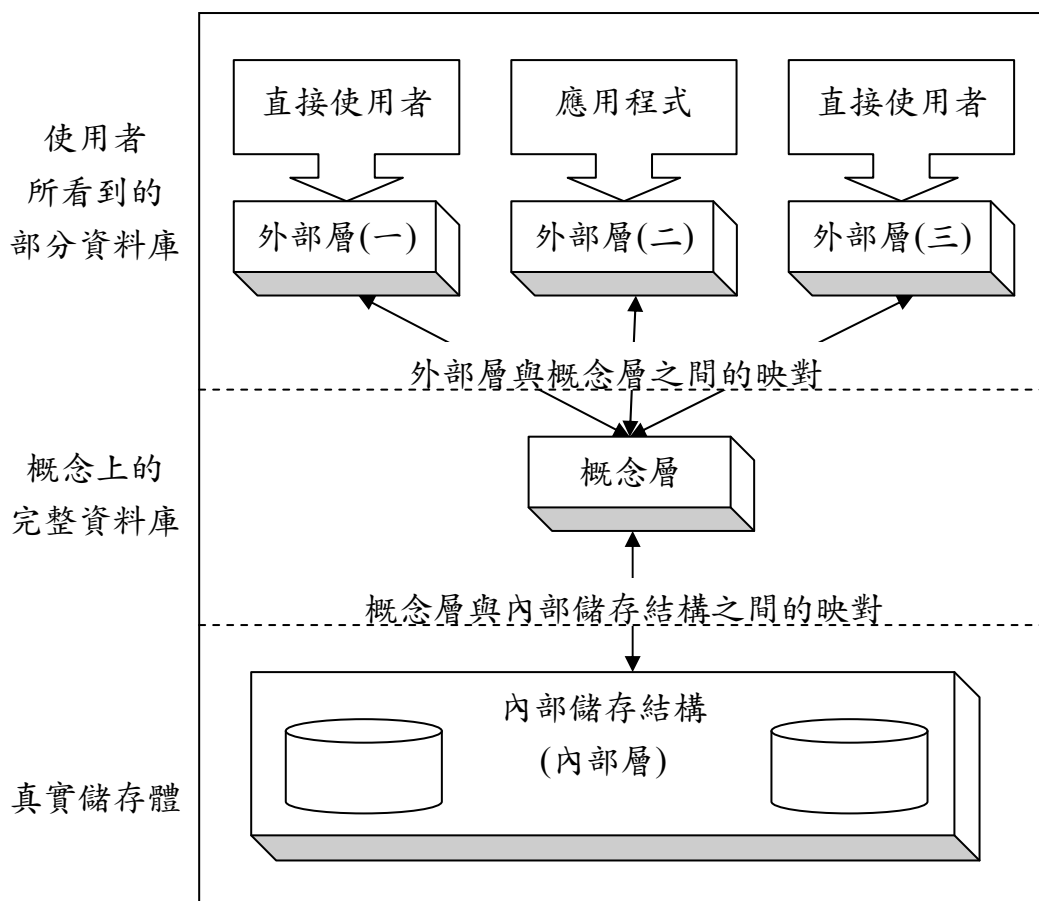 直接使用者
應用程式
直接使用者
使用者
所看到的
部分資料庫
外部層(一)
外部層(二)
外部層(三)
外部層與概念層之間的映對
概念上的
完整資料庫
概念層
概念層與內部儲存結構之間的映對
內部儲存結構
(內部層)
真實儲存體